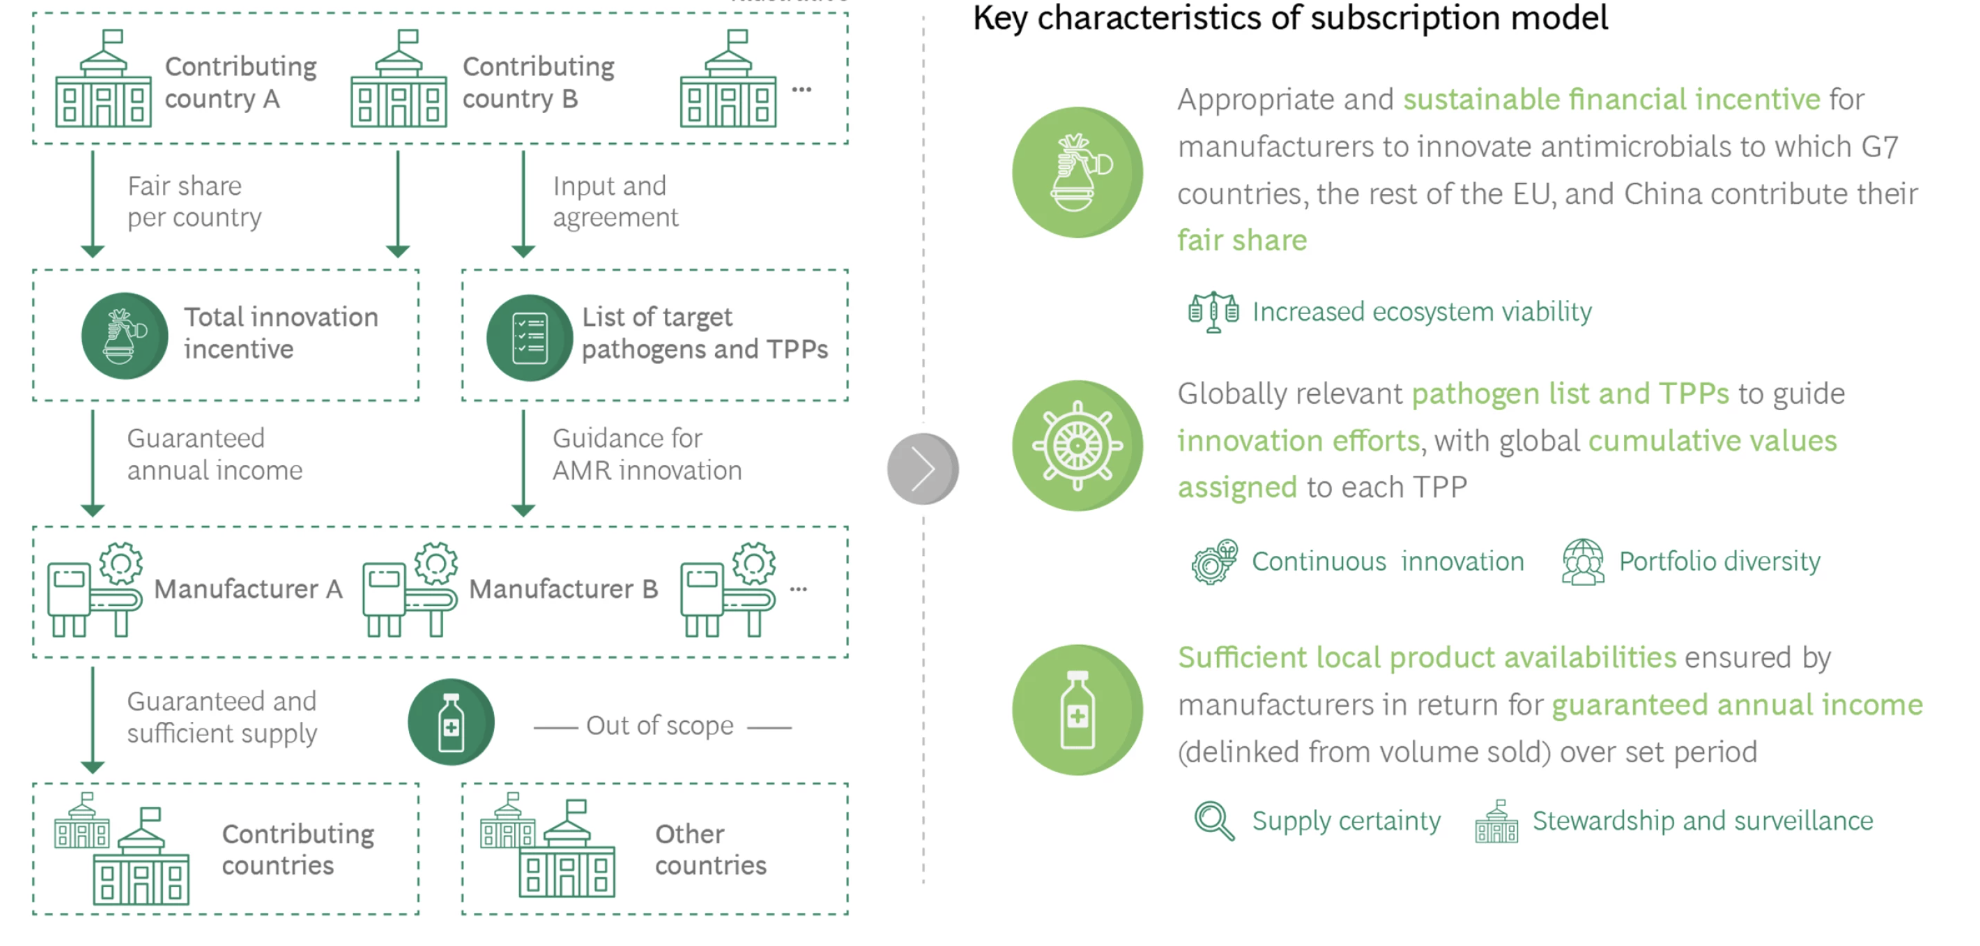 Contributing
country A
Contributing
country B
...
Fair share
per country
Input and
agreement
Total innovation
incentive
List of target
pathogens and TPPs
Guaranteed
annual income
Guidance for
AMR innovation
Manufacturer A
Manufacturer B
...
Guaranteed and
sufficient supply
Out of scope
Contributing
countries
Other
countries
Key characteristics of subscription model
Appropriate and sustainable financial incentive for
manufacturers to innovate antimicrobials to which G7
countries, the rest of the EU, and China contribute their
fair share
Increased ecosystem viability
Globally relevant pathogen list and TPPs to guide
innovation efforts, with global cumulative values
assigned to each TPP
Continuous innovation
Portfolio diversity
Sufficient local product availabilities ensured by
manufacturers in return for guaranteed annual income
(delinked from volume sold) over set period
Supply certainty
Stewardship and surveillance